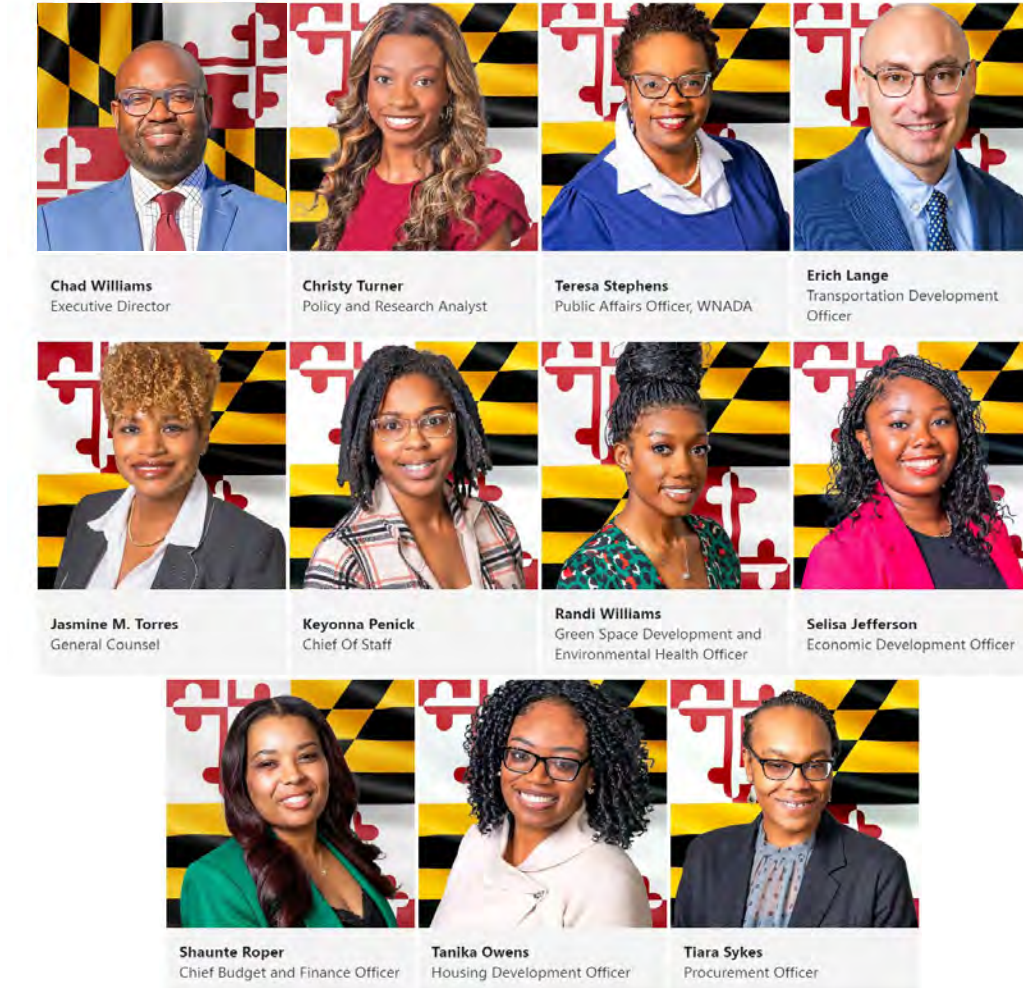 Chad Williams
Executive Director
Christy Turner
Policy and Research Analyst
Teresa Stephens
Public Affairs Officer, WNADA
Erich Lange
Transportation Development
Officer
Jasmine M. Torres
General Counsel
Keyonna Penick
Chief Of Staff
Randi Williams
Green Space Development and
Environmental Health Officer
Selisa Jefferson
Economic Development Officer
Shaunte Roper
Chief Budget and Finance Officer
Tanika Owens
Housing Development Officer
Tiara Sykes
Procurement Officer